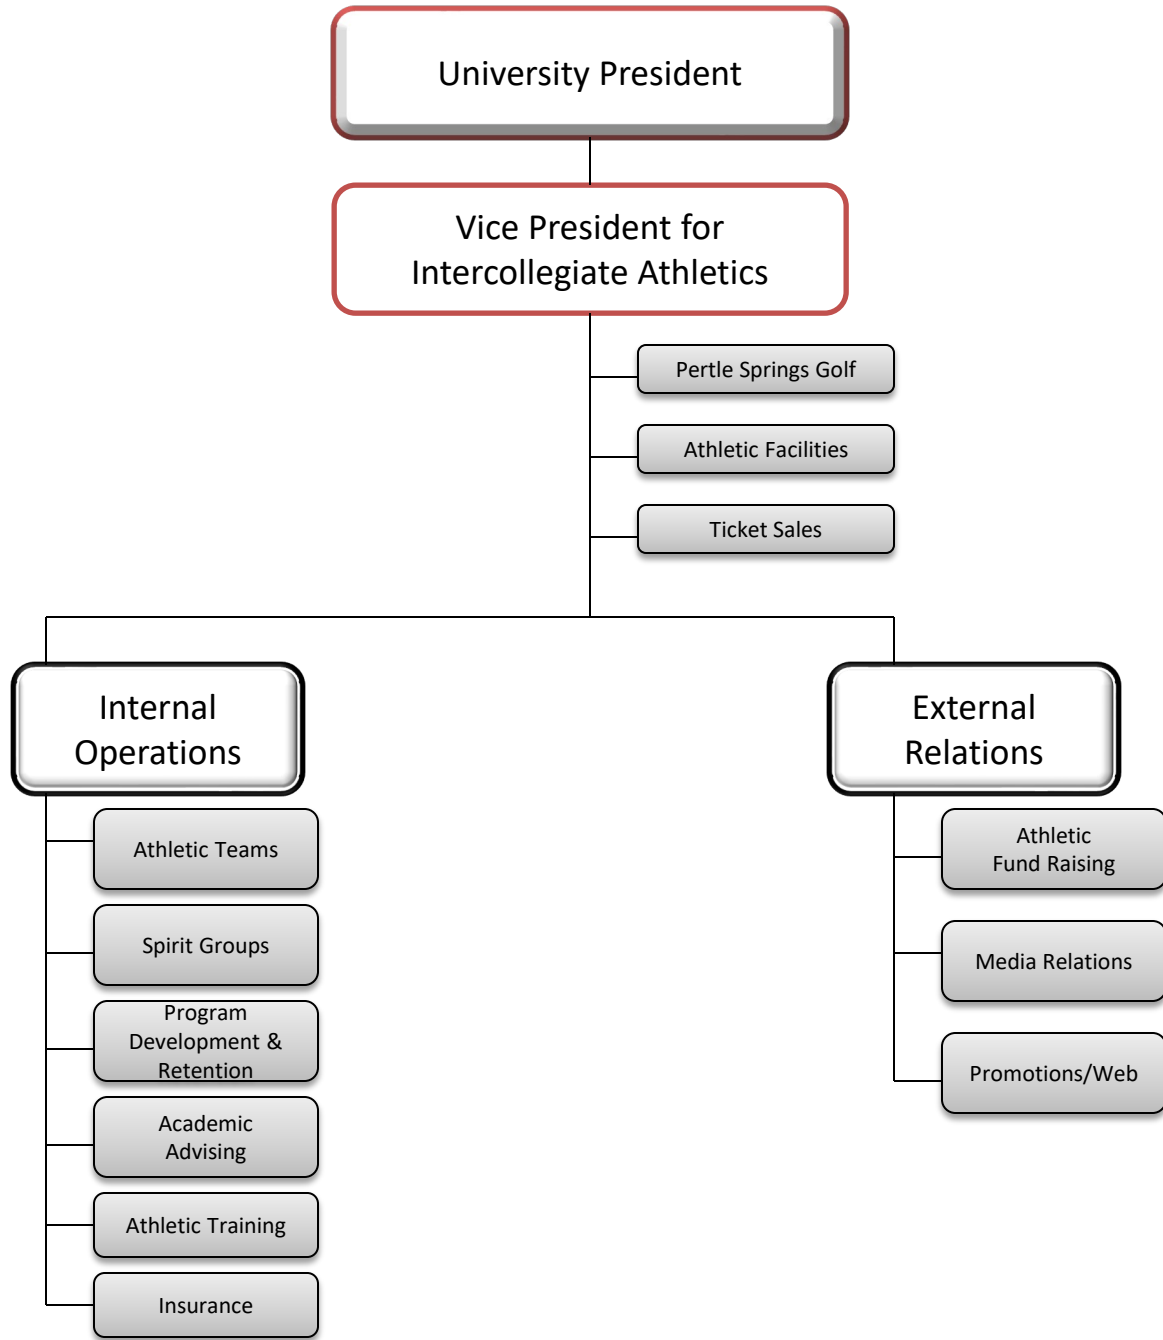 University President
Vice President for
Intercollegiate Athletics
Pertle Springs Golf
Athletic Facilities
Ticket Sales
Internal
Operations
Athletic Teams
Spirit Groups
Program
Development &
Retention
Academic
Advising
Athletic Training
Insurance
External
Relations
Athletic
Fund Raising
Media Relations
Promotions/Web